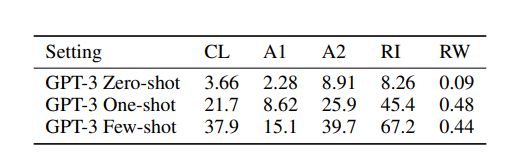 Setting CL A1 A2 RI RW
GPT-3 Zero-shot 3.66 2.28 8.91 8.26 0.09
GPT-3 One-shot 21.7 8.62 25.9 45.4 0.48
GPT-3 Few-shot 37.9 15.1 39.7 67.2 0.44